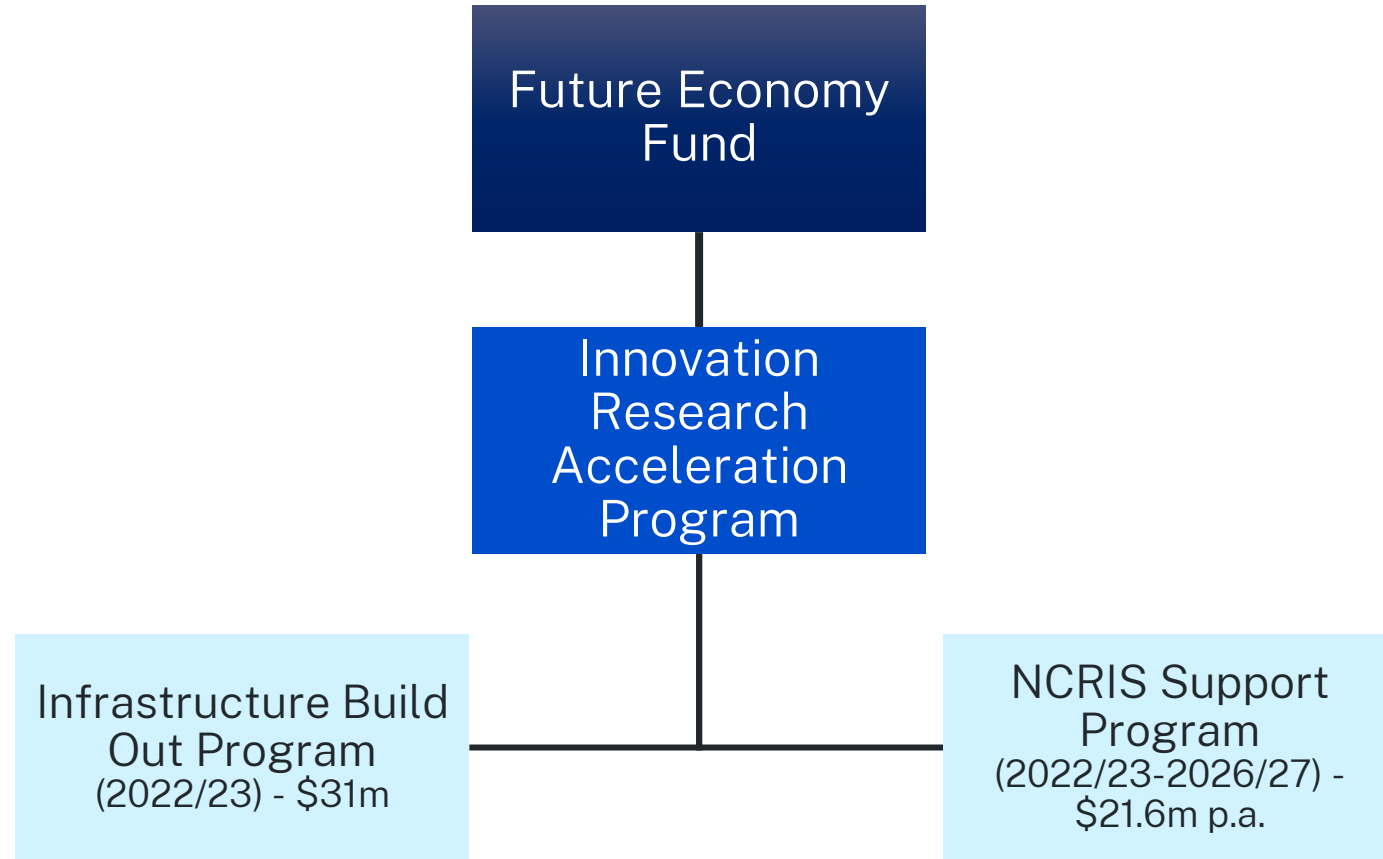 Future Economy
Fund
Innovation
Research
Acceleration
Program
Infrastructure Build
Out Program
(2022/23) - $31m
NCRIS Support
Program
(2022/23-2026/27) -
$21.6m p.a.